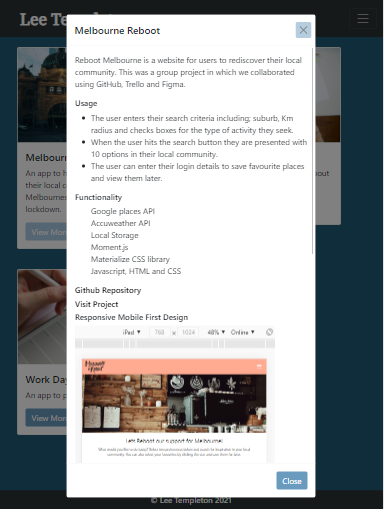 Lee Temp
Melbourne Reboot
Reboot Melbourne is a website for users to rediscover their local
community. This was a group project in which we collaborated
using GitHub, Trello and Figma.
Usage
The user enters their search criteria including; suburb, Km
radius and checks boxes for the type of activity they seek.
When the user hits the search button they are presented with
10 options in their local community.
The user can enter their login details to save favourite places
and view them later.
Functionality
Google places API
Accuweather API
Local Storage
Moment.js
Materialize CSS library
Javascript, HTML and CSS
Github Repository
Visit Project
Responsive Mobile First Design
iPad 768 x 1024 48% Online
Let's Reboot our support for Melbourne!
Close
Melbour
An app to h
their local c
Melbourne
lockdown.
View Mor
bout
Work Day
An app to p
View Mor
© Lee Templeton 2021